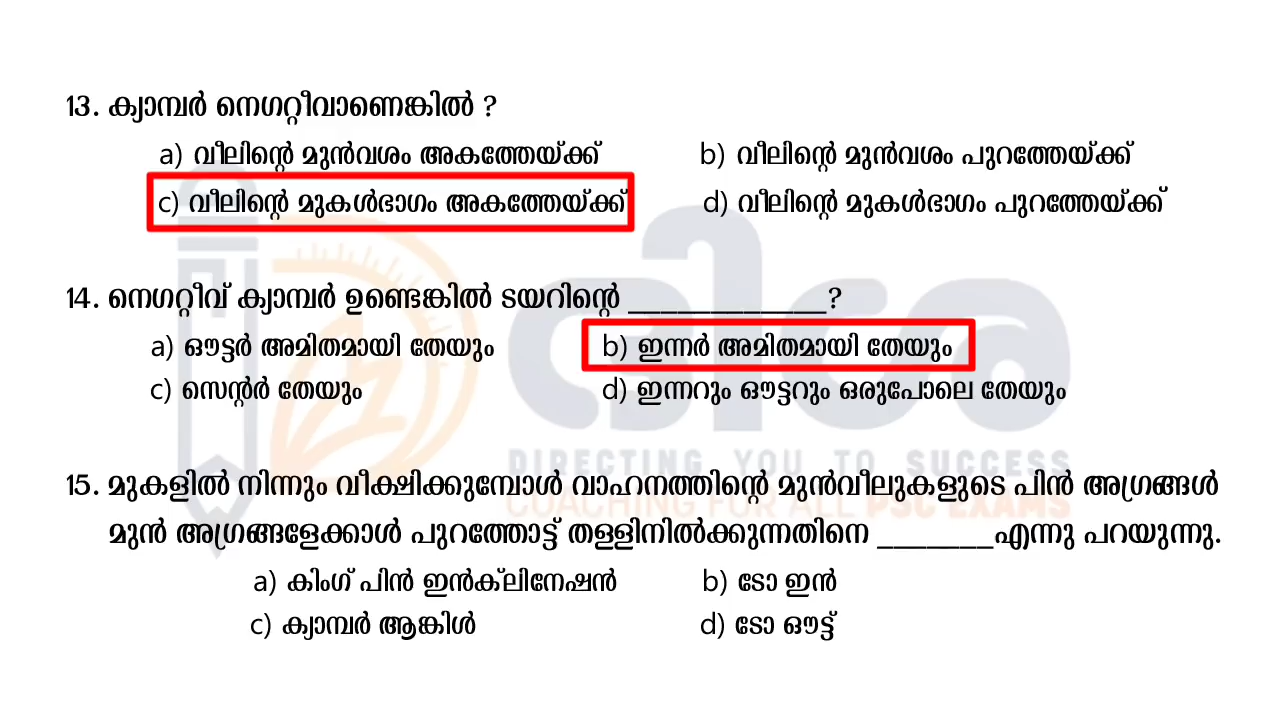 13. ക്യാമ്പർ നെഗറ്റീവാണെങ്കിൽ ?
a) വീലിന്റെ മുൻവശം അകത്തേയ്ക്ക് b) വീലിന്റെ മുൻവശം പുറത്തേയ്ക്ക്
c) വീലിന്റെ മുകൾഭാഗം അകത്തേയ്ക്ക് d) വീലിന്റെ മുകൾഭാഗം പുറത്തേയ്ക്ക്
14. നെഗറ്റീവ് ക്യാമ്പർ ഉണ്ടെങ്കിൽ ടയറിന്റെ ____________?
a) ഔട്ടർ അമിതമായി തേയും b) ഇന്നർ അമിതമായി തേയും
c) സെന്റർ തേയും d) ഇന്നറും ഔട്ടറും ഒരുപോലെ തേയും
DIRECTING YOU TO SUCCESS
15. മുകളിൽ നിന്നും വീക്ഷിക്കുമ്പോൾ വാഹനത്തിന്റെ മുൻവീലുകളുടെ പിൻ അഗ്രങ്ങൾ
COACHING FOR ALL PSC EXAMS
മുൻ അഗ്രങ്ങളേക്കാൾ പുറത്തോട്ട് തള്ളിനിൽക്കുന്നതിനെ _______എന്നു പറയുന്നു.
a) കിംഗ് പിൻ ഇൻക്ലിനേഷൻ b) ടോ ഇൻ
c) ക്യാമ്പർ ആങ്കിൾ d) ടോ ഔട്ട്